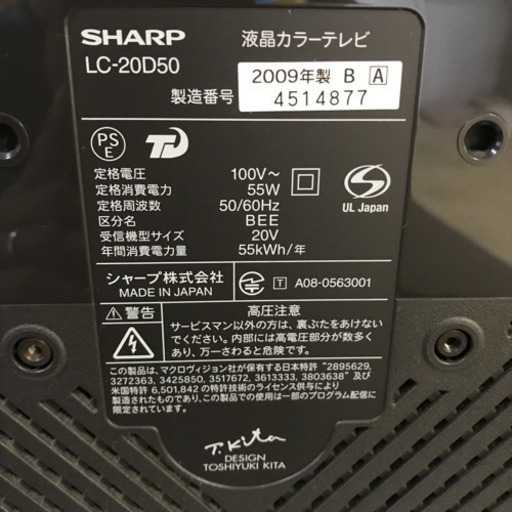 SHARP 液晶カラーテレビ
LC-20D50 2009年製 B A
製造番号 4514877
PS
E
定格電圧 100V～
定格消費電力 55W
定格周波数 50/60Hz
区分名 BEE
受信機型サイズ 20V
年間消費電力量 55kWh/年
S
UL Japan
シャープ株式会社
MADE IN JAPAN
T A08-0563001
警告 高圧注意
サービスマン以外の方は、裏ぶたをあけない
でください。内部には高電圧部分が数多く
あり、万一さわると危険です。
この製品は、マクロヴィジョン社が保有する日本特許 "2895629,
3272363, 3425850, 3517672, 3613333, 3803638" 及び
米国特許 6,501,842 の特許技術のライセンス供与により
製造されたものであり、この製品での使用は一部のプログラム配信に
限定されます。
T. Kita
DESIGN
TOSHIYUKI KITA